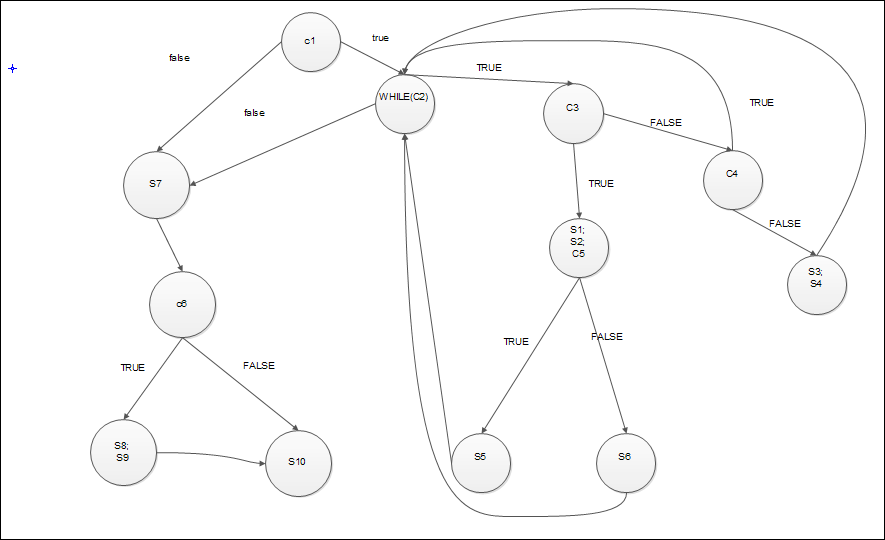 c1
true
false
TRUE
WHILE(C2)
C3
TRUE
false
FALSE
C4
S7
TRUE
FALSE
S1;
S2;
C5
S3;
S4
c6
TRUE
FALSE
TRUE
FALSE
S8;
S9
S10
S5
S6